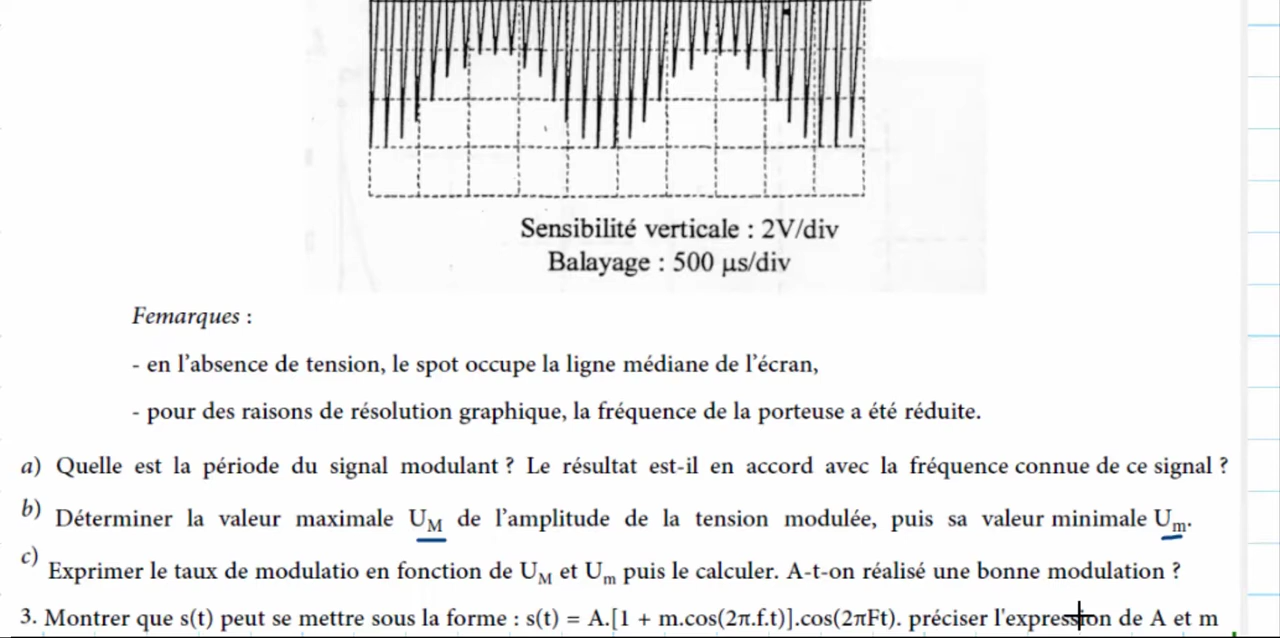 Sensibilité verticale : 2V/div
Balayage : 500 μs/div
Femarques :
- en l’absence de tension, le spot occupe la ligne médiane de l’écran,
- pour des raisons de résolution graphique, la fréquence de la porteuse a été réduite.
a) Quelle est la période du signal modulant ? Le résultat est-il en accord avec la fréquence connue de ce signal ?
b) Déterminer la valeur maximale UM de l’amplitude de la tension modulée, puis sa valeur minimale Um.
c) Exprimer le taux de modulatio en fonction de UM et Um puis le calculer. A-t-on réalisé une bonne modulation ?
3. Montrer que s(t) peut se mettre sous la forme : s(t) = A.[1 + m.cos(2π.f.t)].cos(2πFt). préciser l'expression de A et m